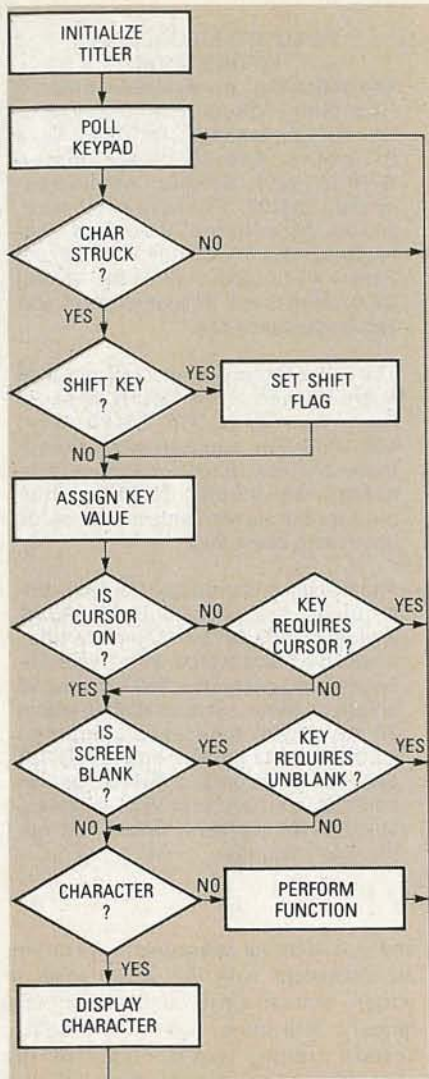 INITIALIZE
TITLER
POLL
KEYPAD
CHAR
STRUCK
?
NO
YES
SHIFT KEY
?
YES
SET SHIFT
FLAG
NO
ASSIGN KEY
VALUE
IS
CURSOR
ON
?
NO
KEY
REQUIRES
CURSOR ?
YES
YES
NO
IS
SCREEN
BLANK
?
YES
KEY
REQUIRES
UNBLANK ?
YES
NO
NO
CHARACTER
?
NO
PERFORM
FUNCTION
YES
DISPLAY
CHARACTER